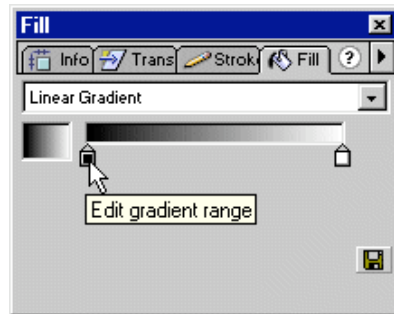 Fill
Info Trans Strok Fill ?
Linear Gradient
Edit gradient range